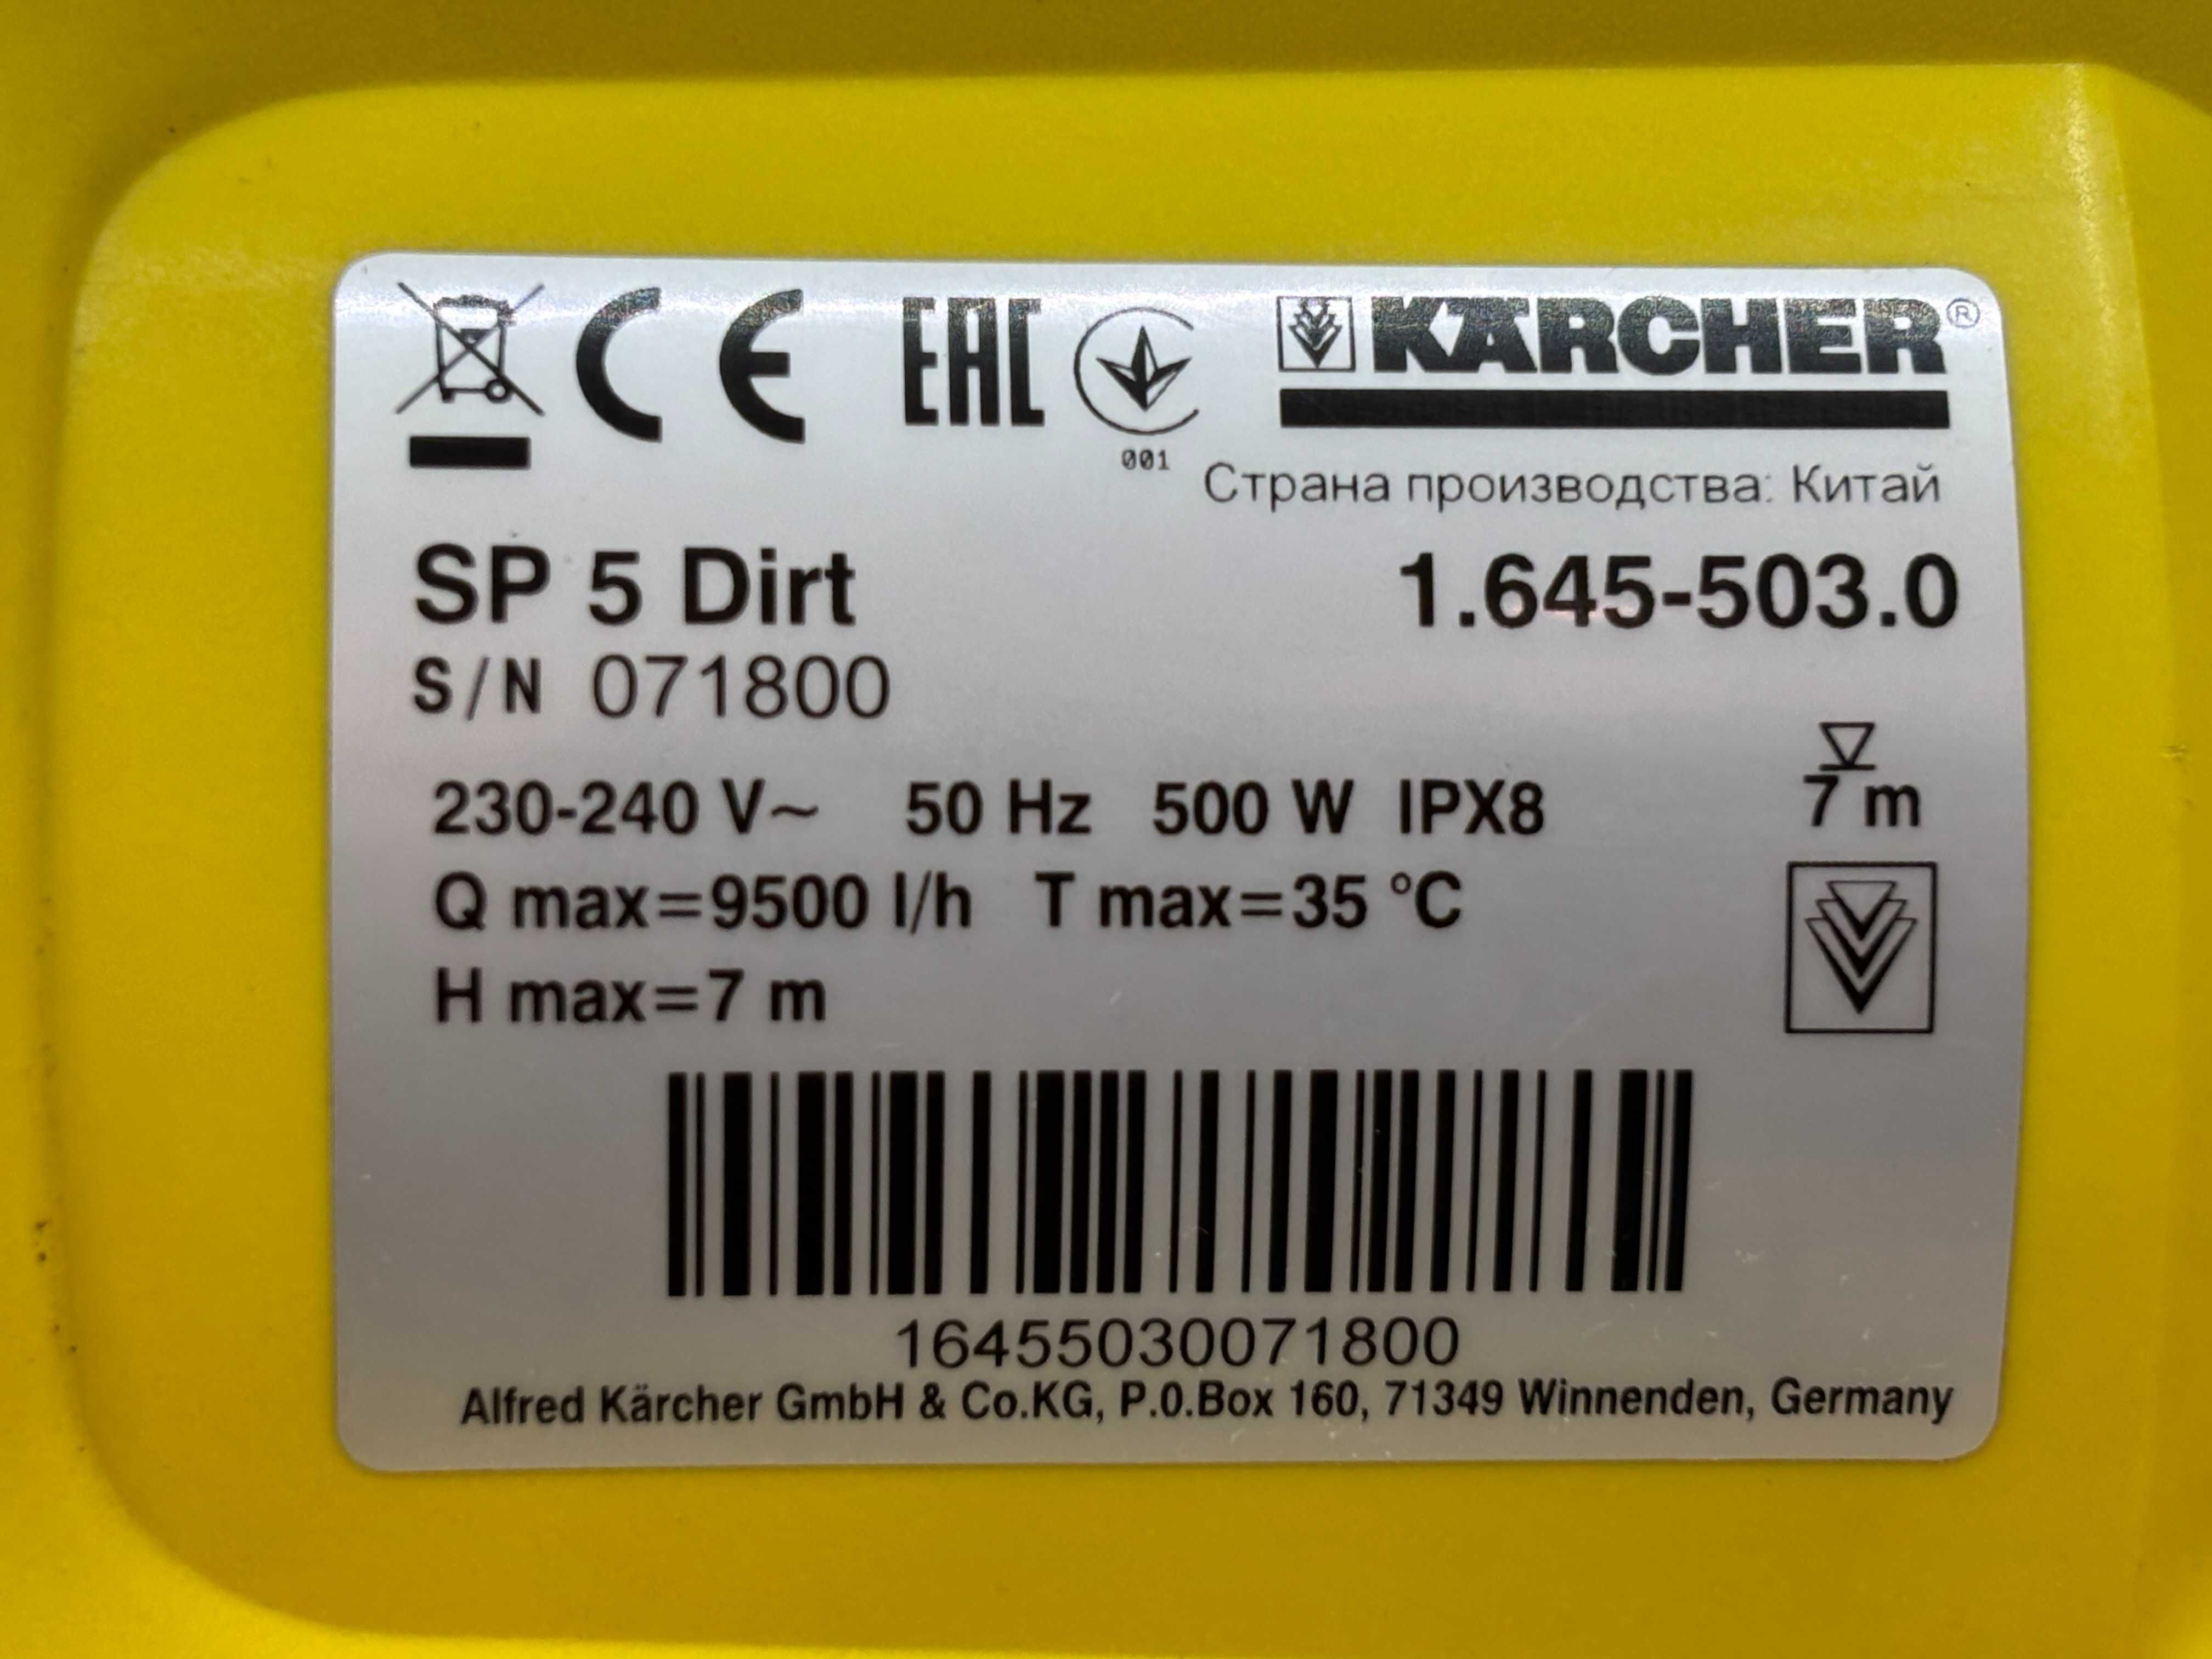 CE EAC KÄRCHER®
001
Страна производства: Китай
SP 5 Dirt 1.645-503.0
S/N 071800
230-240 V~ 50 Hz 500 W IPX8 7 m
Q max=9500 l/h T max=35 °C
H max=7 m
16455030071800
Alfred Kärcher GmbH & Co.KG, P.O.Box 160, 71349 Winnenden, Germany